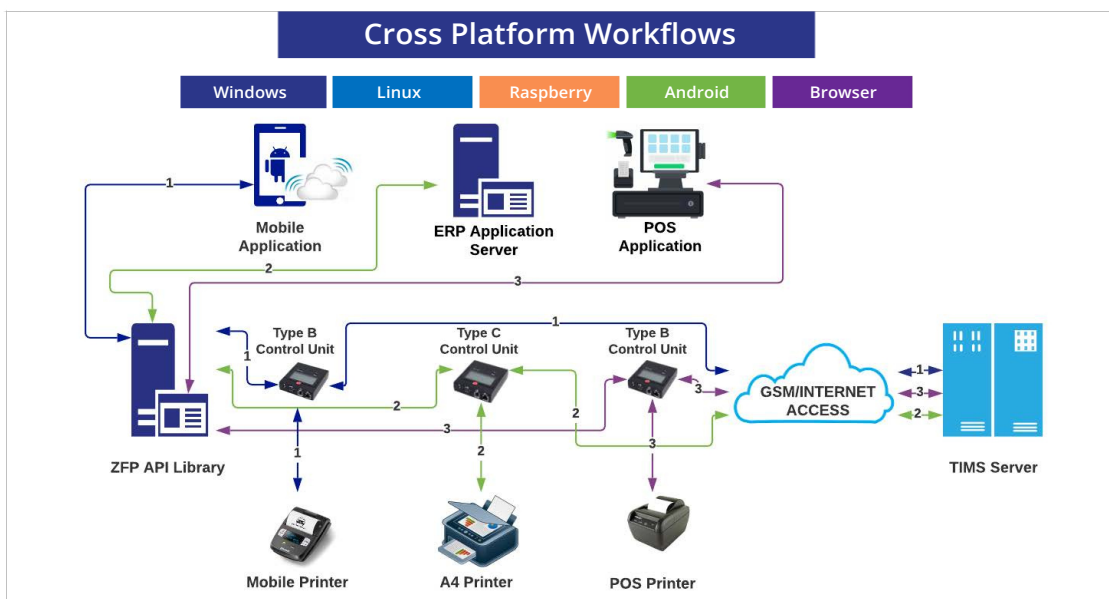 Cross Platform Workflows
Windows
Linux
Raspberry
Android
Browser
1
Mobile
Application
ERP Application
Server
POS
Application
2
3
Type B
Control Unit
Type C
Control Unit
Type B
Control Unit
1
1
2
3
3
2
GSM/INTERNET
ACCESS
1
3
2
1
2
3
ZFP API Library
TIMS Server
Mobile Printer
A4 Printer
POS Printer